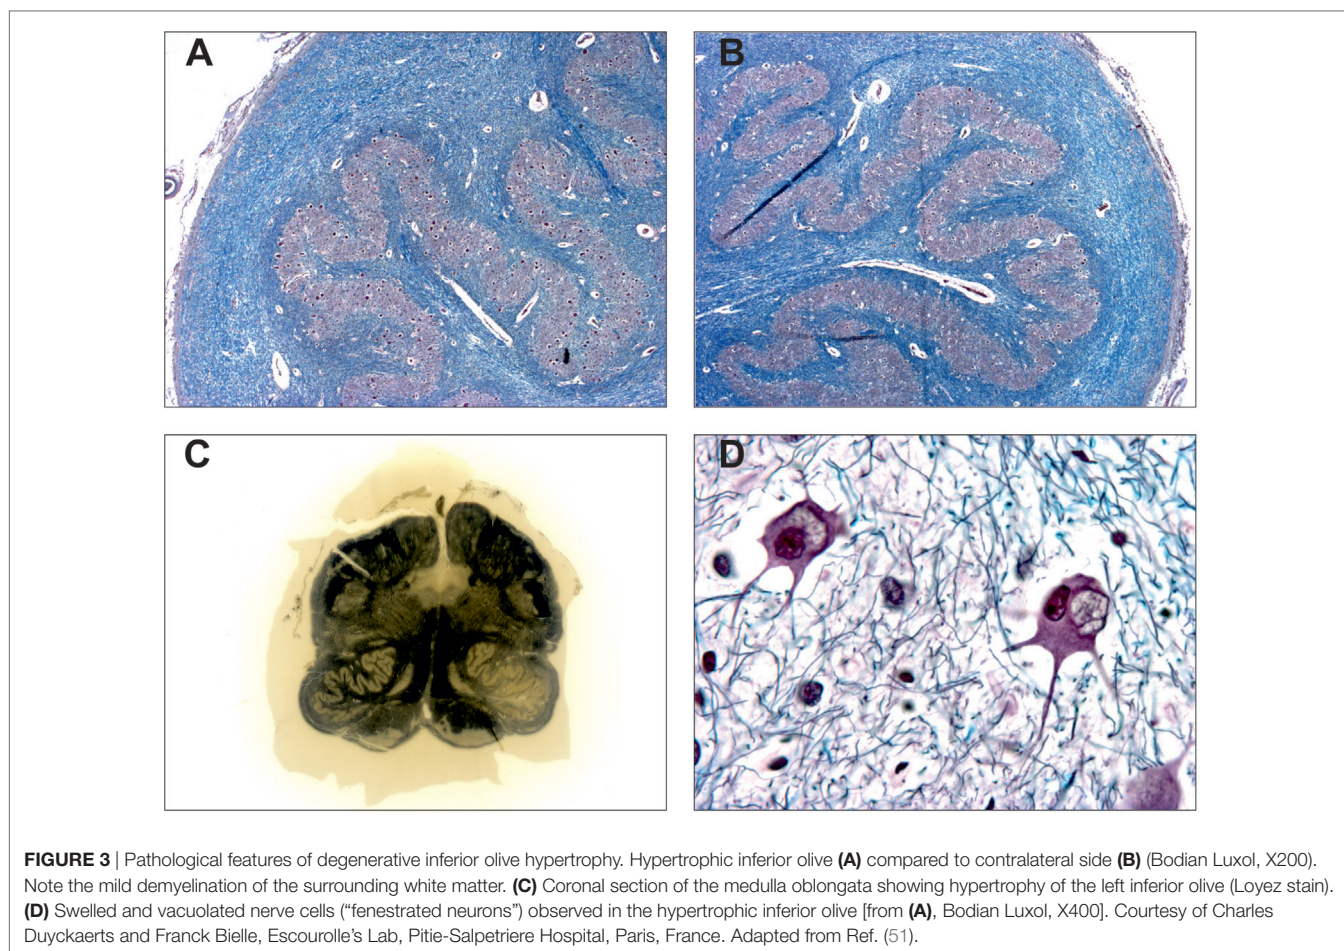 A
B
C
D
FIGURE 3 | Pathological features of degenerative inferior olive hypertrophy. Hypertrophic inferior olive (A) compared to contralateral side (B) (Bodian Luxol, X200).
Note the mild demyelination of the surrounding white matter. (C) Coronal section of the medulla oblongata showing hypertrophy of the left inferior olive (Loyez stain).
(D) Swelled and vacuolated nerve cells (“fenestrated neurons”) observed in the hypertrophic inferior olive [from (A), Bodian Luxol, X400]. Courtesy of Charles
Duyckaerts and Franck Bielle, Escourolle’s Lab, Pitie-Salpetriere Hospital, Paris, France. Adapted from Ref. (51).